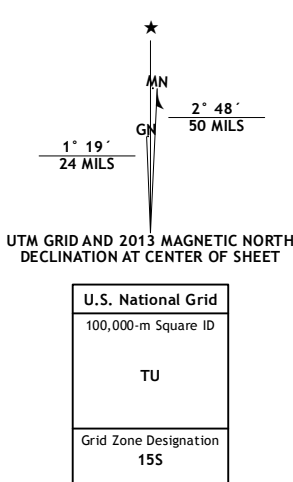 MN
GN
2° 48´
50 MILS
1° 19´
24 MILS
UTM GRID AND 2013 MAGNETIC NORTH
DECLINATION AT CENTER OF SHEET
U.S. National Grid
100,000-m Square ID
TU
Grid Zone Designation
15S